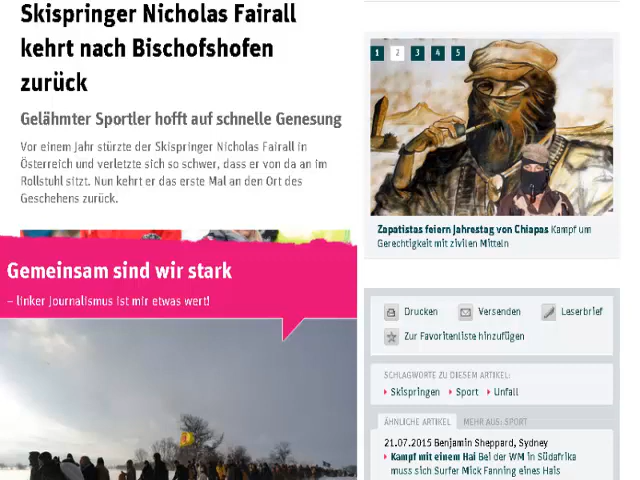 Skispringer Nicholas Fairall
kehrt nach Bischofshofen
zurück
Gelähmter Sportler hofft auf schnelle Genesung
Vor einem Jahr stürzte der Skispringer Nicholas Fairall in
Österreich und verletzte sich so schwer, dass er von da an im
Rollstuhl sitzt. Nun kehrt er das erste Mal an den Ort des
Geschehens zurück.
Gemeinsam sind wir stark
– linker Journalismus ist mir etwas wert!
1 2 3 4 5
Zapatistas feiern Jahrestag von Chiapas Kampf um
Gerechtigkeit mit zivilen Mitteln
Drucken Versenden Leserbrief
Zur Favoritenliste hinzufügen
SCHLAGWORTE ZU DIESEM ARTIKEL:
Skispringen Sport Unfall
ÄHNLICHE ARTIKEL MEHR AUS: SPORT
21.07.2015 Benjamin Sheppard, Sydney
Kampf mit einem Hai Bei der WM in Südafrika
muss sich Surfer Mick Fanning eines Hais